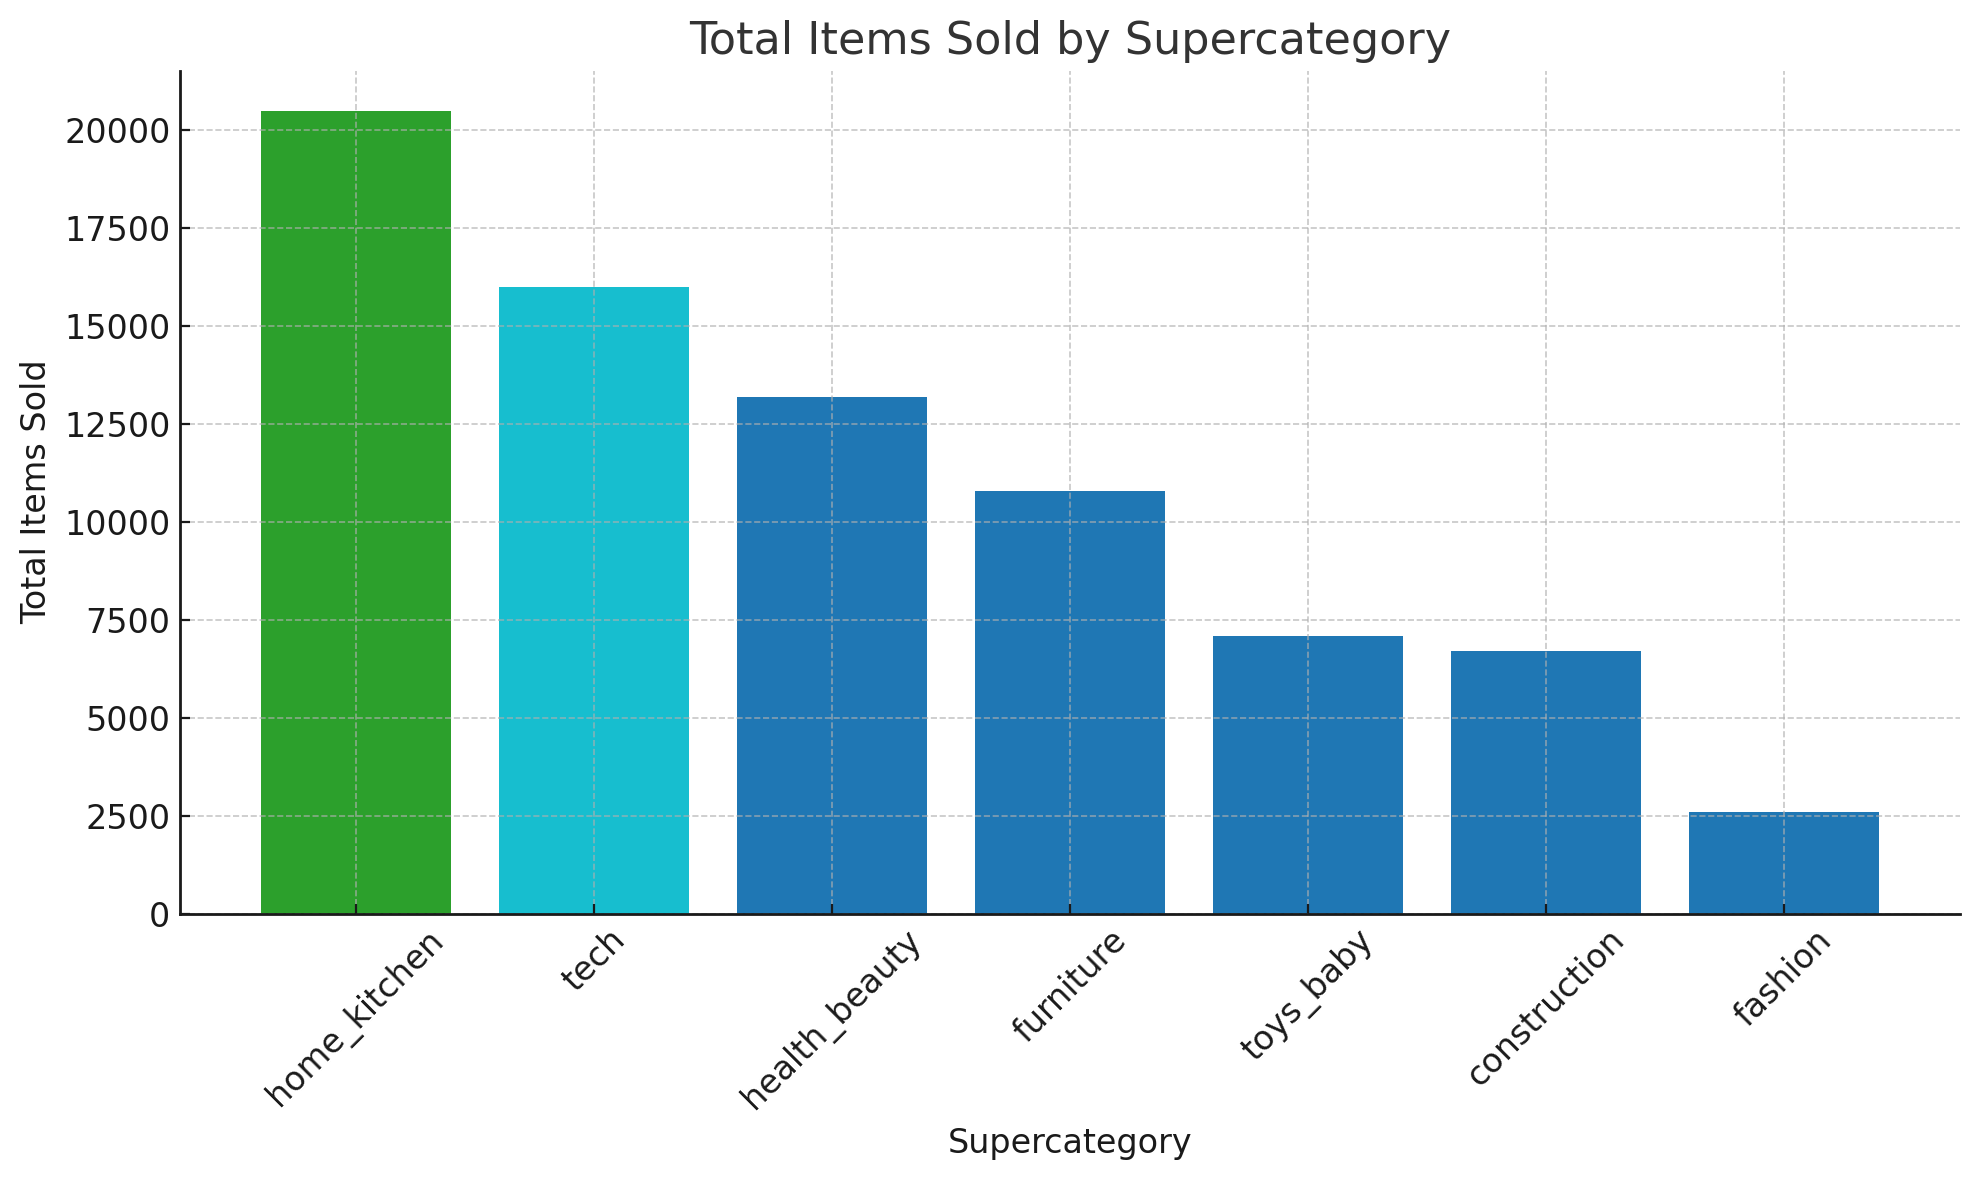 Total Items Sold by Supercategory
Total Items Sold
20000
17500
15000
12500
10000
7500
5000
2500
0
home_kitchen
tech
health_beauty
furniture
toys_baby
construction
fashion
Supercategory